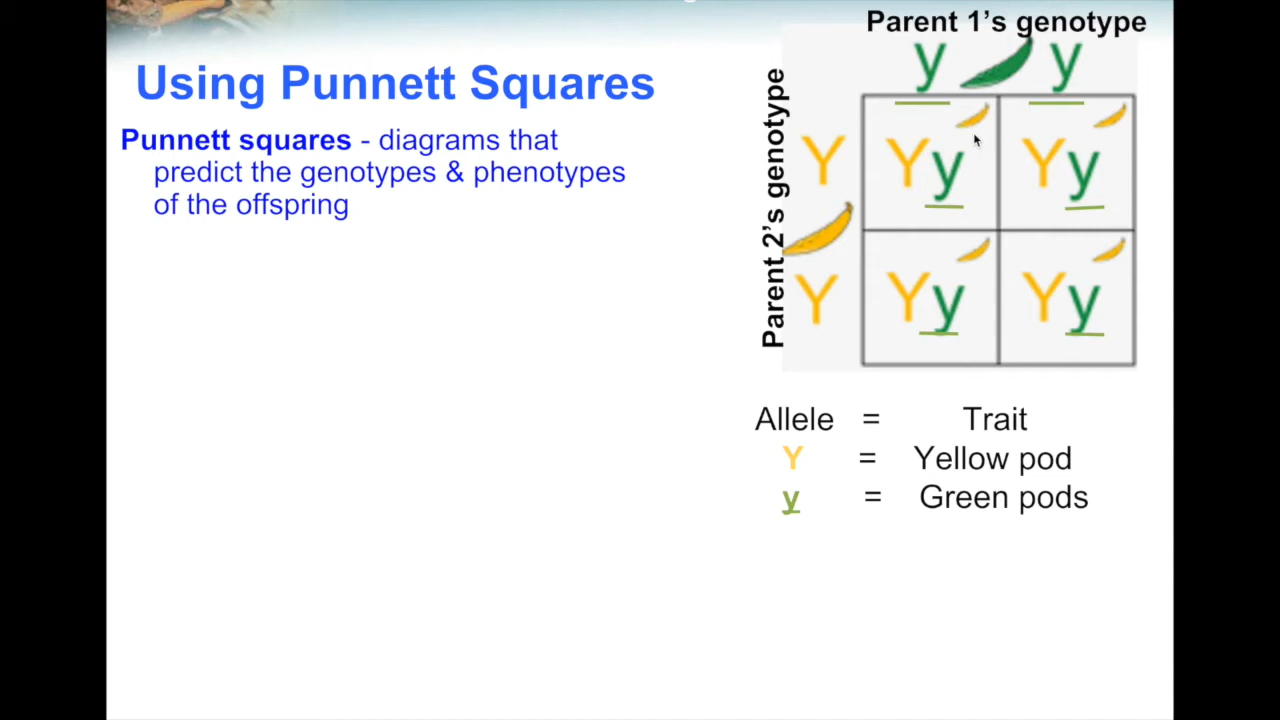 Parent 1's genotype
Using Punnett Squares
Punnett squares - diagrams that
predict the genotypes & phenotypes
of the offspring
Parent 2's genotype
y y
Y Yy Yy
Y Yy Yy
Allele = Trait
Y = Yellow pod
y = Green pods